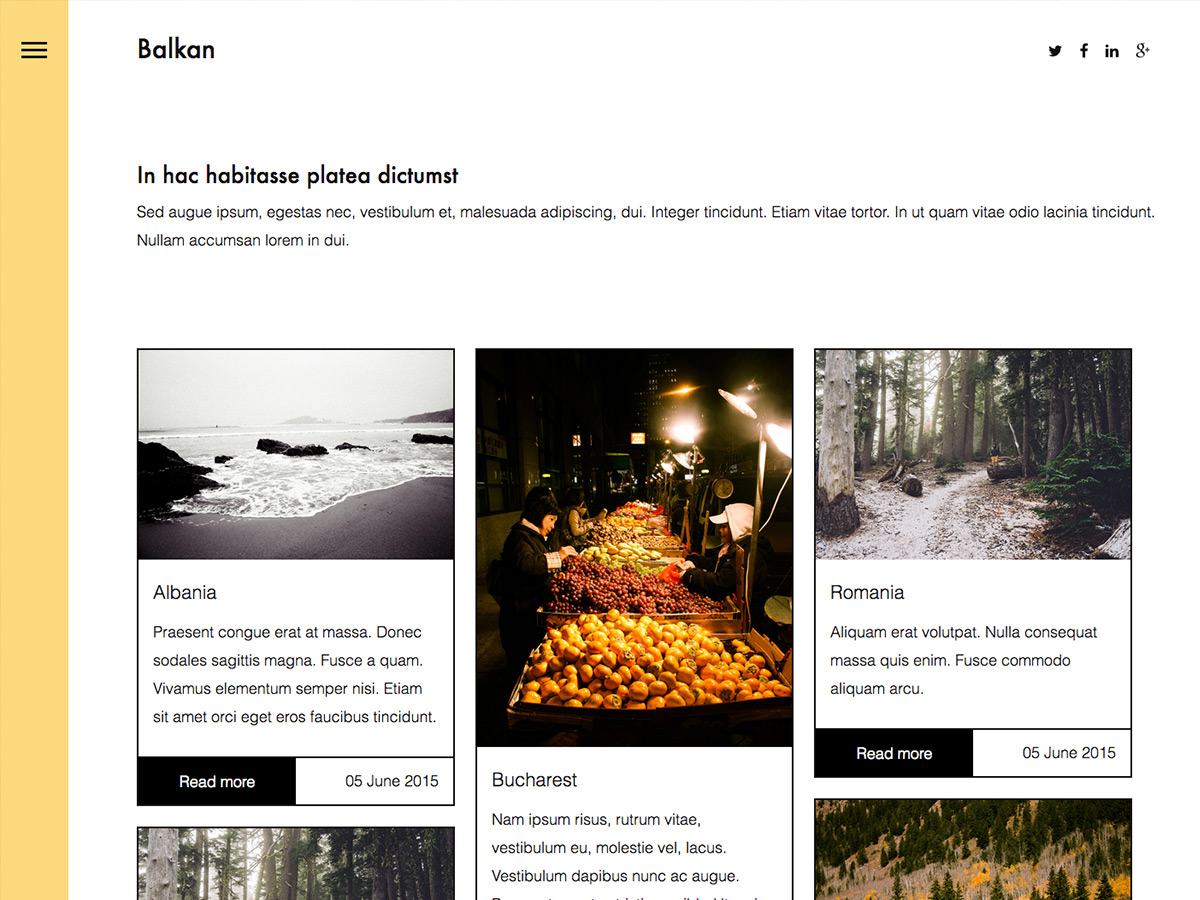 Balkan
In hac habitasse platea dictumst
Sed augue ipsum, egestas nec, vestibulum et, malesuada adipiscing, dui. Integer tincidunt. Etiam vitae tortor. In ut quam vitae odio lacinia tincidunt.
Nullam accumsan lorem in dui.
Albania
Praesent congue erat at massa. Donec
sodales sagittis magna. Fusce a quam.
Vivamus elementum semper nisi. Etiam
sit amet orci eget eros faucibus tincidunt.
Read more
05 June 2015
Bucharest
Nam ipsum risus, rutrum vitae,
vestibulum eu, molestie vel, lacus.
Vestibulum dapibus nunc ac augue.
Romania
Aliquam erat volutpat. Nulla consequat
massa quis enim. Fusce commodo
aliquam arcu.
Read more
05 June 2015